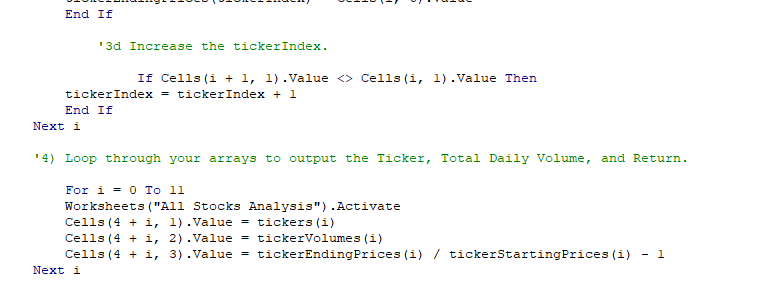 End If
'3d Increase the tickerIndex.
If Cells(i + 1, 1).Value <> Cells(i, 1).Value Then
tickerIndex = tickerIndex + 1
End If
Next i
'4) Loop through your arrays to output the Ticker, Total Daily Volume, and Return.
For i = 0 To 11
Worksheets("All Stocks Analysis").Activate
Cells(4 + i, 1).Value = tickers(i)
Cells(4 + i, 2).Value = tickerVolumes(i)
Cells(4 + i, 3).Value = tickerEndingPrices(i) / tickerStartingPrices(i) - 1
Next i